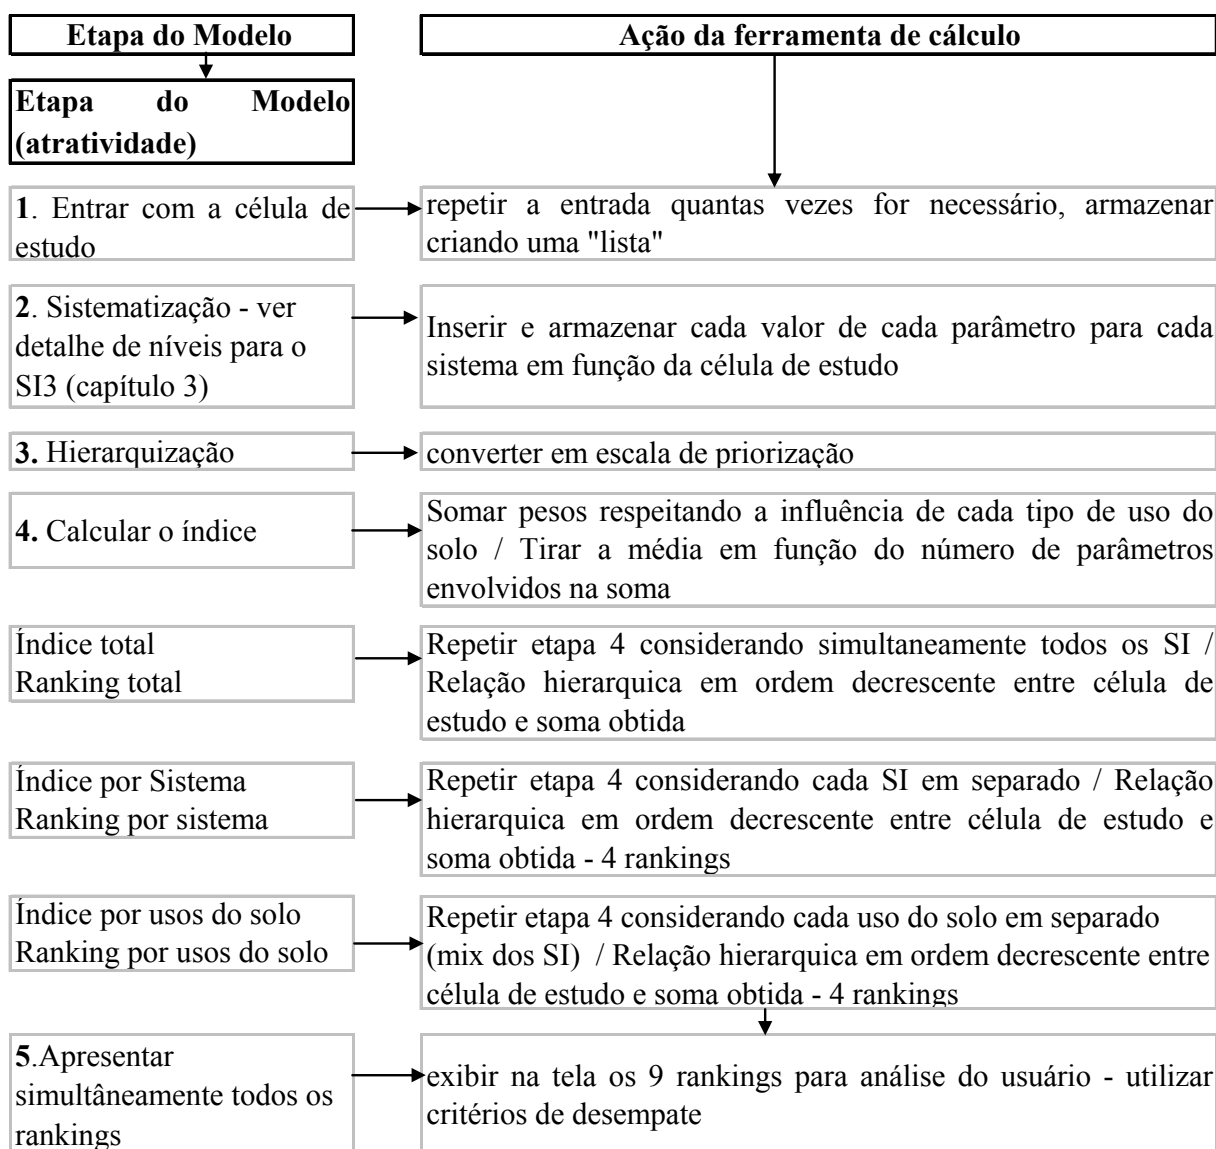 Etapa do Modelo
Ação da ferramenta de cálculo
Etapa do Modelo
(atratividade)
1. Entrar com a célula de
estudo
repetir a entrada quantas vezes for necessário, armazenar
criando uma "lista"
2. Sistematização - ver
detalhe de níveis para o
SI3 (capítulo 3)
Inserir e armazenar cada valor de cada parâmetro para cada
sistema em função da célula de estudo
3. Hierarquização
converter em escala de priorização
4. Calcular o índice
Somar pesos respeitando a influência de cada tipo de uso do
solo / Tirar a média em função do número de parâmetros
envolvidos na soma
Índice total
Ranking total
Repetir etapa 4 considerando simultaneamente todos os SI /
Relação hierarquica em ordem decrescente entre célula de
estudo e soma obtida
Índice por Sistema
Ranking por sistema
Repetir etapa 4 considerando cada SI em separado / Relação
hierarquica em ordem decrescente entre célula de estudo e
soma obtida - 4 rankings
Índice por usos do solo
Ranking por usos do solo
Repetir etapa 4 considerando cada uso do solo em separado
(mix dos SI) / Relação hierarquica em ordem decrescente entre
célula de estudo e soma obtida - 4 rankings
5.Apresentar
simultâneamente todos os
rankings
exibir na tela os 9 rankings para análise do usuário - utilizar
critérios de desempate